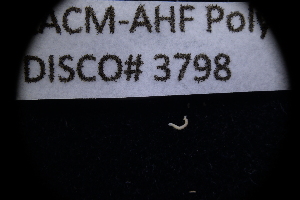 ACM-AHF Poly
DISCO# 3798